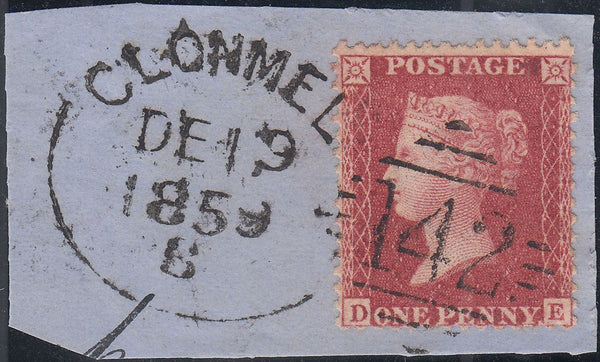 CLONMEL
DE 19
1859
B
POSTAGE
142
D ONE PENNY E